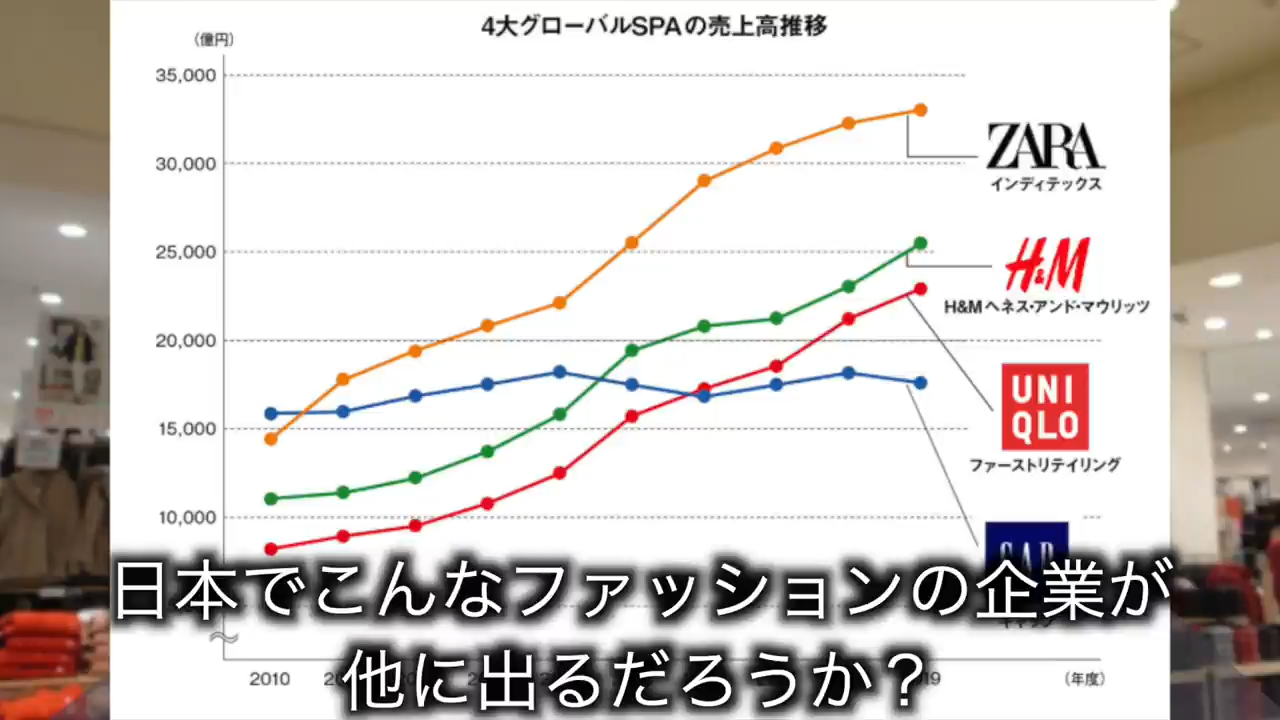 4大グローバルSPAの売上高推移
(億円)
35,000
30,000
25,000
20,000
15,000
10,000
ZARA
インディテックス
H&M
H&M ヘネス・アンド・マウリッツ
UNI
QLO
ファーストリテイリング
GAP
日本でこんなファッションの企業が
他に出るだろうか?
2010
(年度)